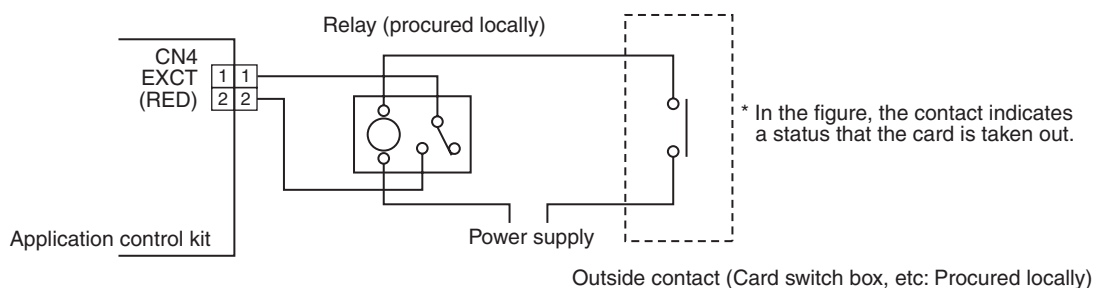 Relay (procured locally)
CN4
EXCT
(RED)
1 1
2 2
* In the figure, the contact indicates
a status that the card is taken out.
Application control kit
Power supply
Outside contact (Card switch box, etc: Procured locally)